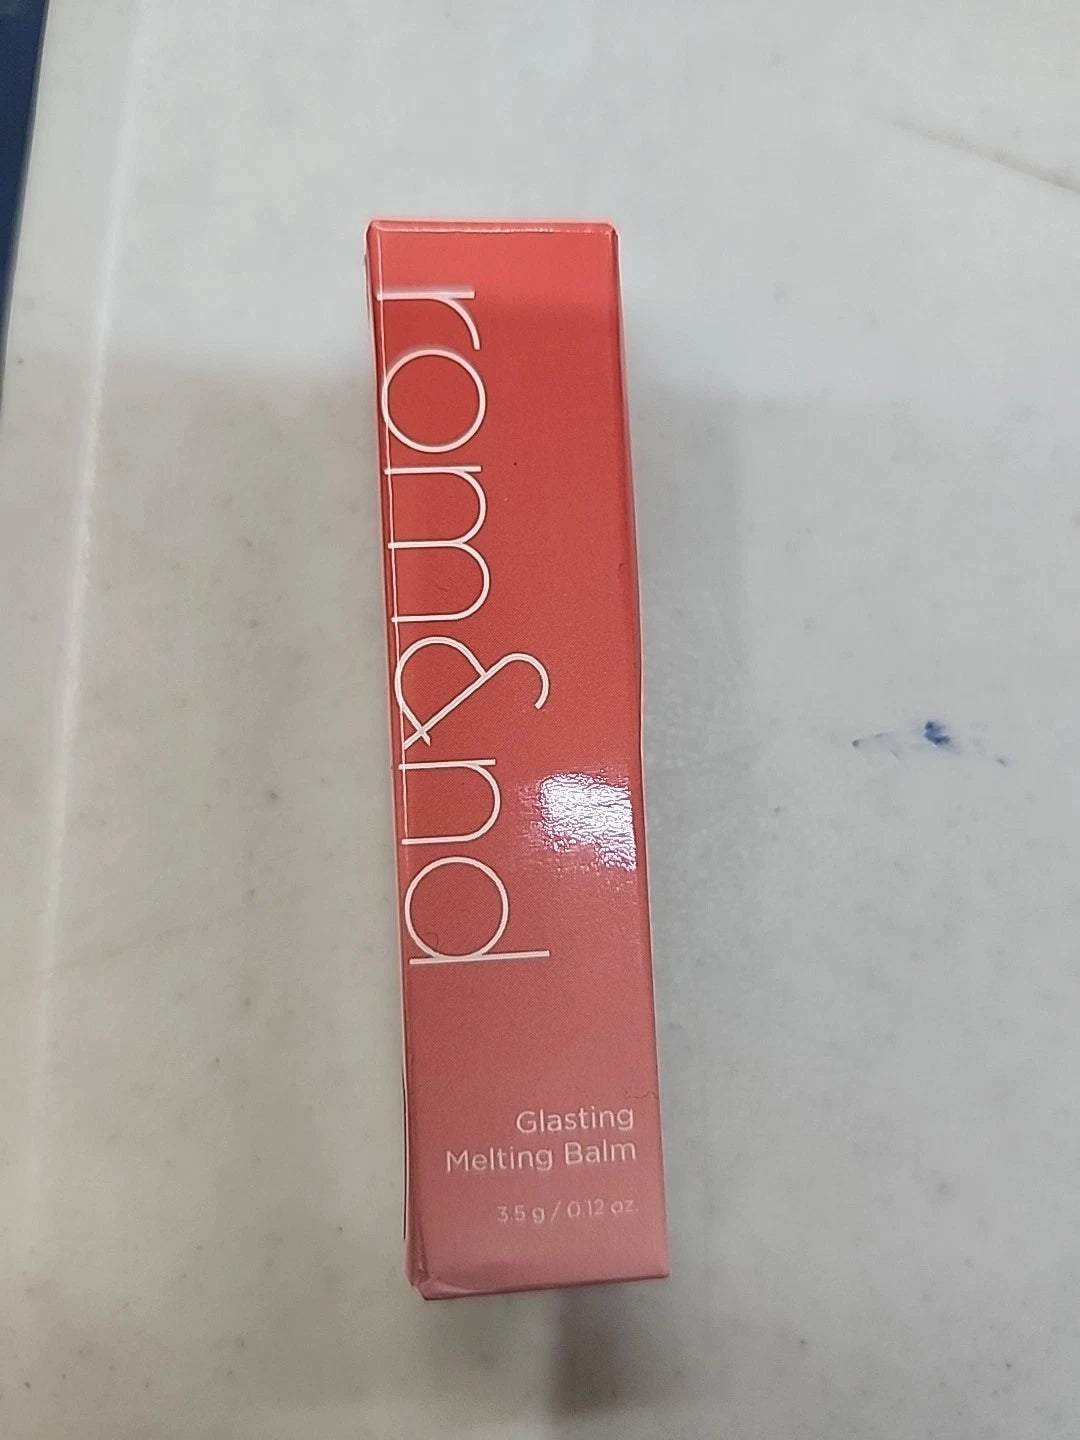 rom&nd
Glasting
Melting Balm
3.5 g / 0.12 oz.